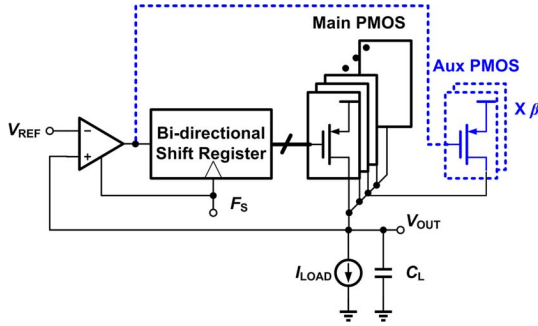 Main PMOS
Aux PMOS
X β
VREF
−
+
Bi-directional
Shift Register
FS
VOUT
ILOAD
CL